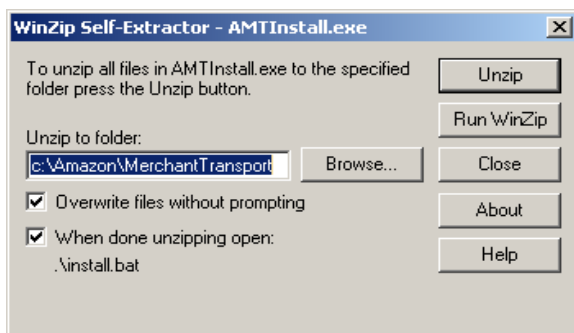 WinZip Self-Extractor - AMTInstall.exe
To unzip all files in AMTInstall.exe to the specified
folder press the Unzip button.
Unzip to folder:
c:\Amazon\MerchantTransport
Browse...
Overwrite files without prompting
When done unzipping open:
.\install.bat
Unzip
Run WinZip
Close
About
Help